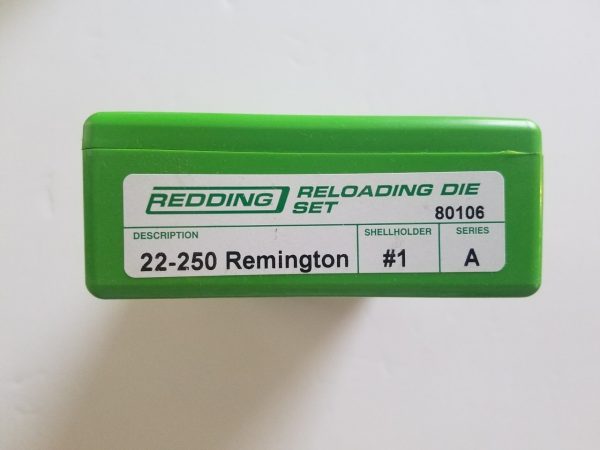 REDDING RELOADING DIE
SET 80106
DESCRIPTION SHELLHOLDER SERIES
22-250 Remington #1 A